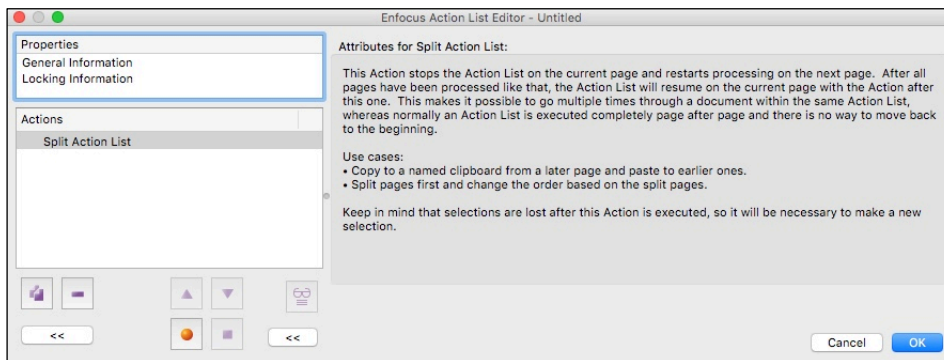 Enfocus Action List Editor - Untitled
Properties
General Information
Locking Information
Actions
Split Action List
<<
<<
Attributes for Split Action List:
This Action stops the Action List on the current page and restarts processing on the next page.  After all
pages have been processed like that, the Action List will resume on the current page with the Action after
this one.  This makes it possible to go multiple times through a document within the same Action List,
whereas normally an Action List is executed completely page after page and there is no way to move back
to the beginning.
Use cases:
• Copy to a named clipboard from a later page and paste to earlier ones.
• Split pages first and change the order based on the split pages.
Keep in mind that selections are lost after this Action is executed, so it will be necessary to make a new
selection.
Cancel
OK